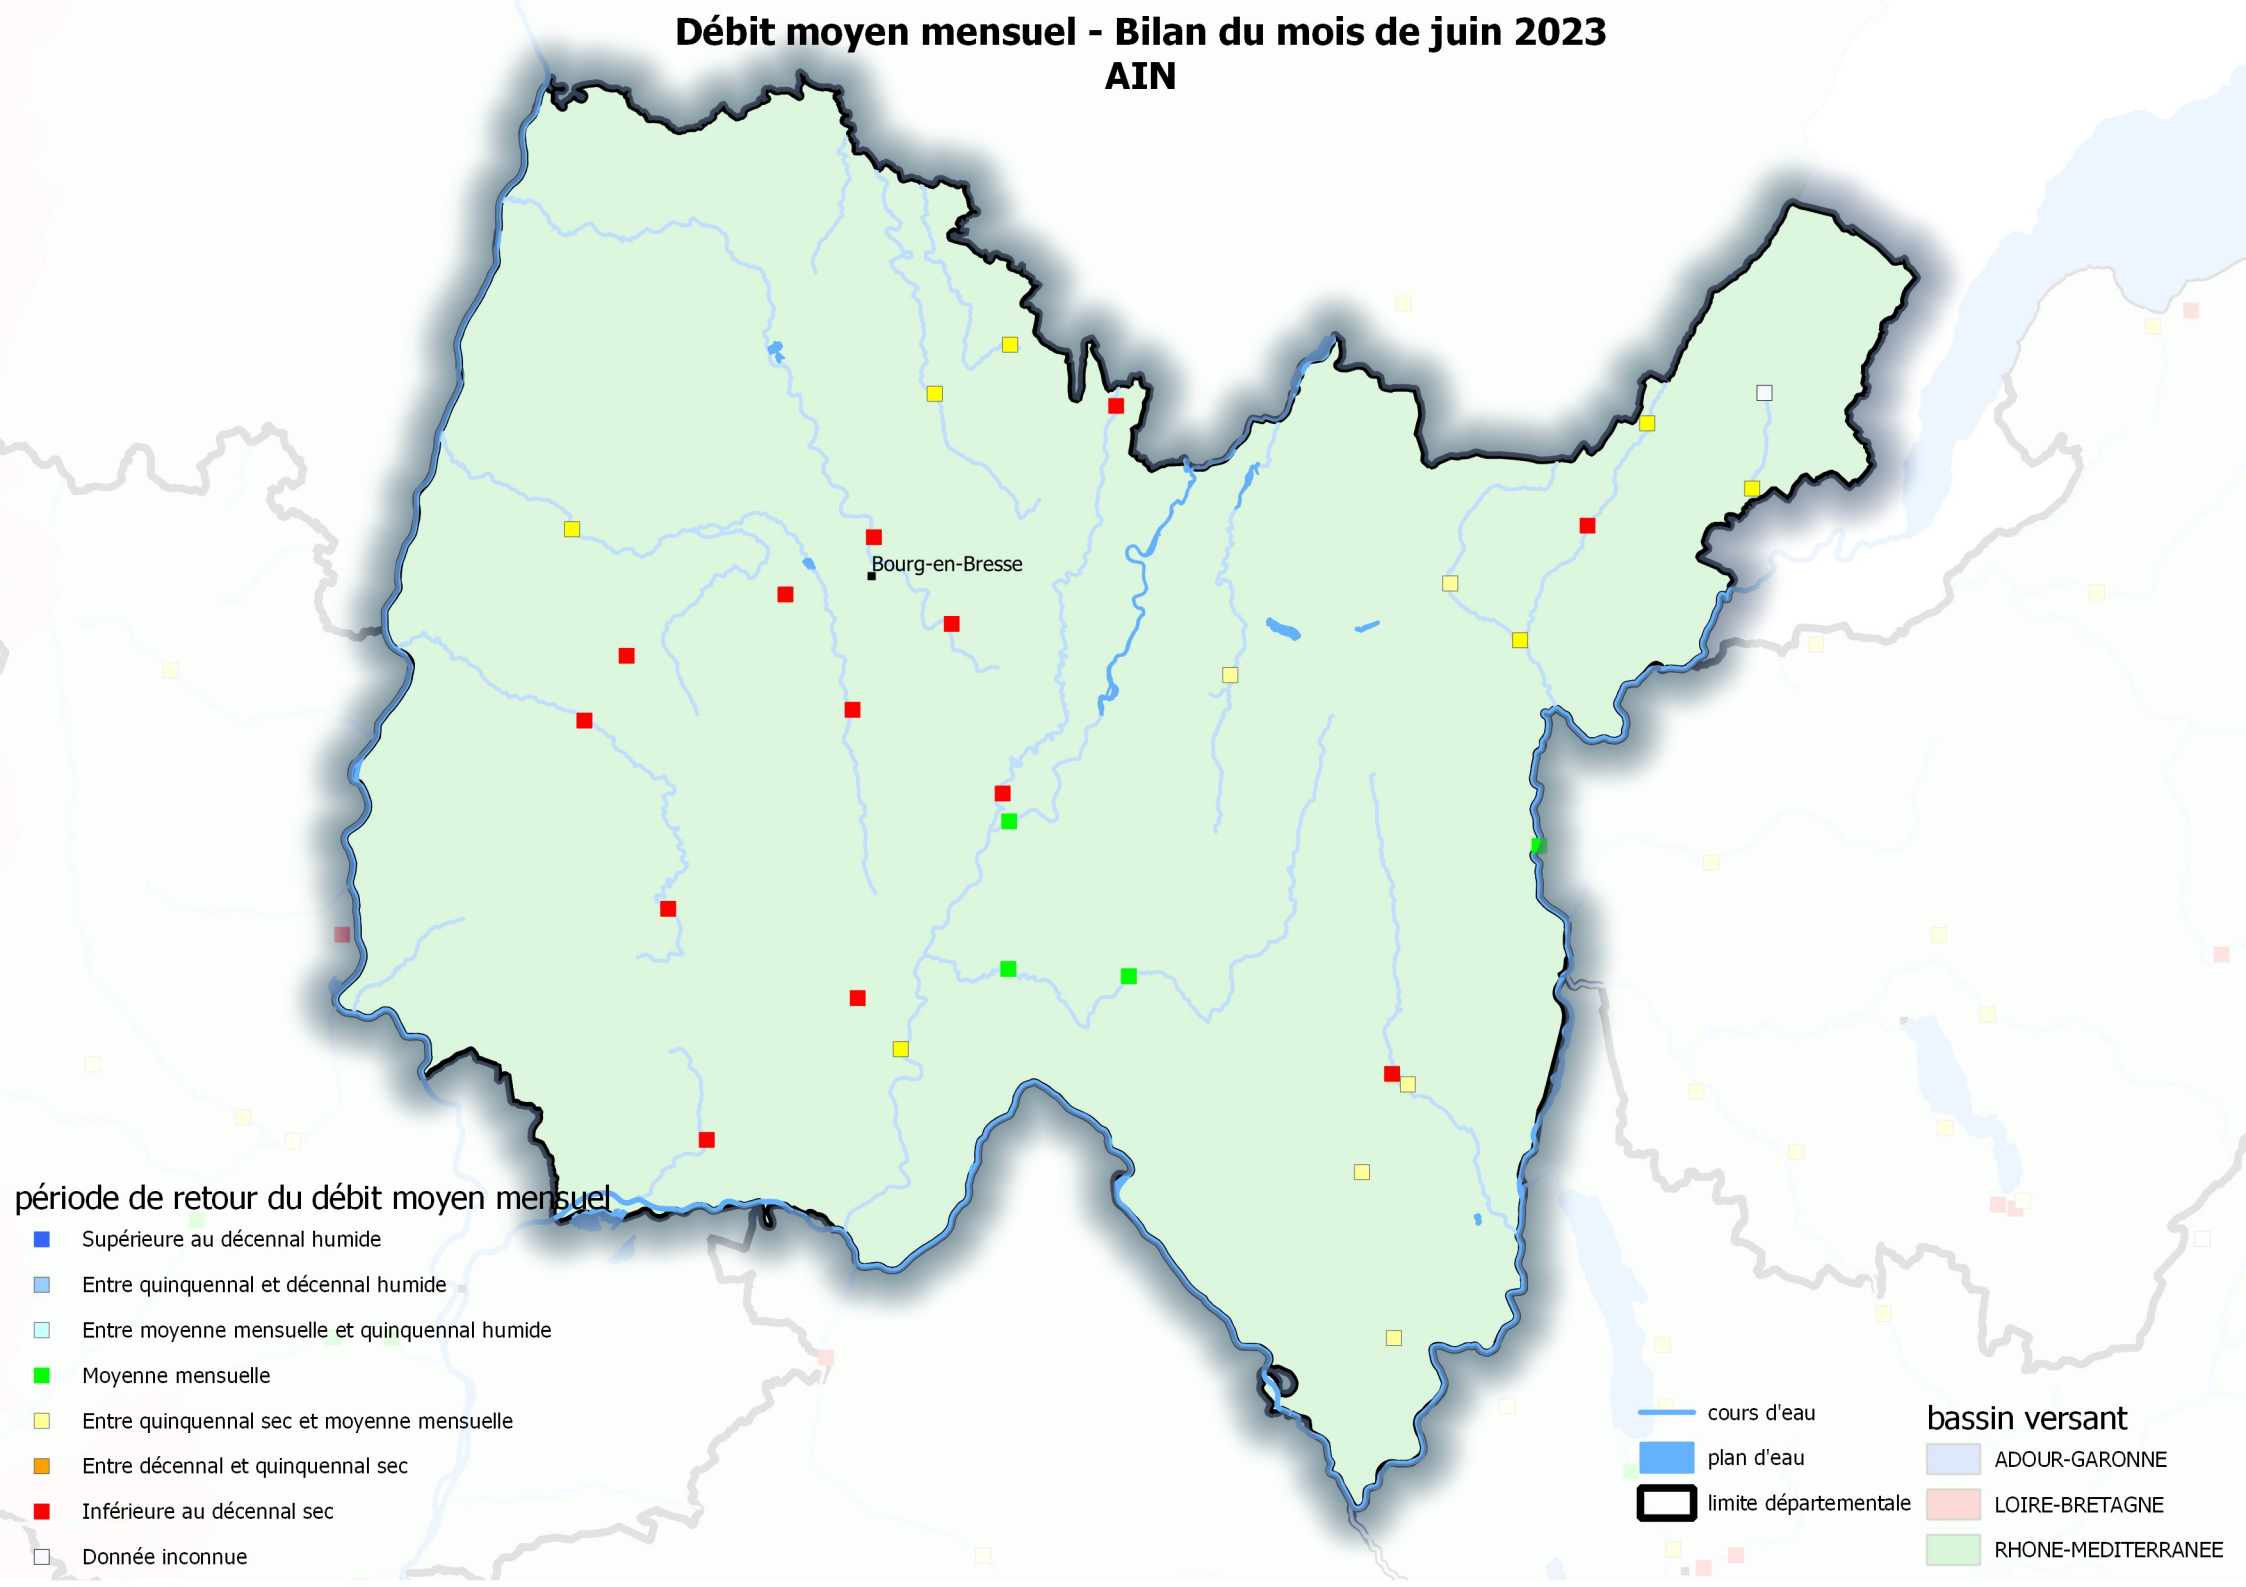 Débit moyen mensuel - Bilan du mois de juin 2023
AIN
Bourg-en-Bresse
période de retour du débit moyen mensuel
Supérieure au décennal humide
Entre quinquennal et décennal humide
Entre moyenne mensuelle et quinquennal humide
Moyenne mensuelle
Entre quinquennal sec et moyenne mensuelle
Entre décennal et quinquennal sec
Inférieure au décennal sec
Donnée inconnue
cours d'eau
plan d'eau
limite départementale
bassin versant
ADOUR-GARONNE
LOIRE-BRETAGNE
RHONE-MEDITERRANEE